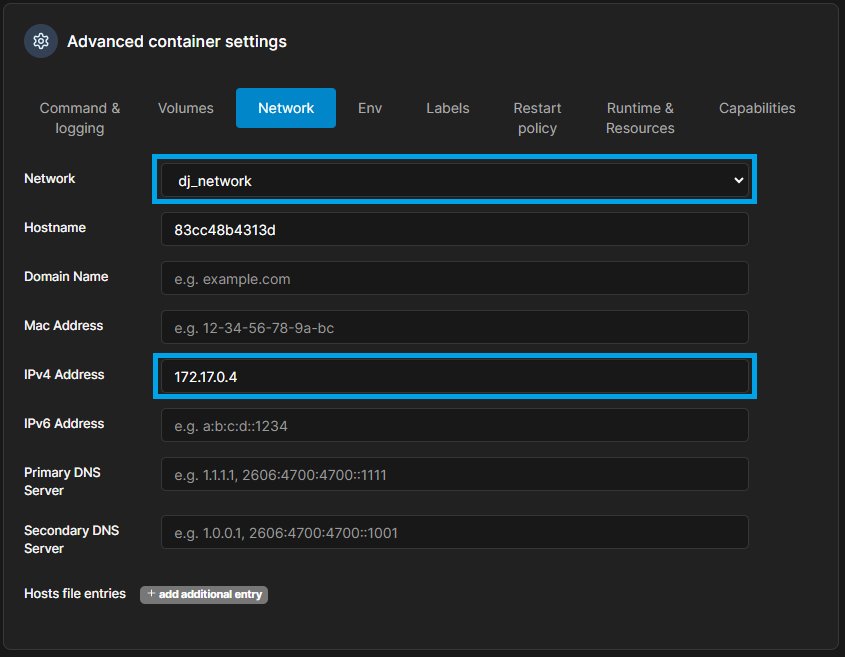 Advanced container settings
Command &
logging
Volumes
Network
Env
Labels
Restart
policy
Runtime &
Resources
Capabilities
Network
dj_network
Hostname
83cc48b4313d
Domain Name
e.g. example.com
Mac Address
e.g. 12-34-56-78-9a-bc
IPv4 Address
172.17.0.4
IPv6 Address
e.g. a:b:c:d::1234
Primary DNS
Server
e.g. 1.1.1.1, 2606:4700:4700::1111
Secondary DNS
Server
e.g. 1.0.0.1, 2606:4700:4700::1001
Hosts file entries
+ add additional entry